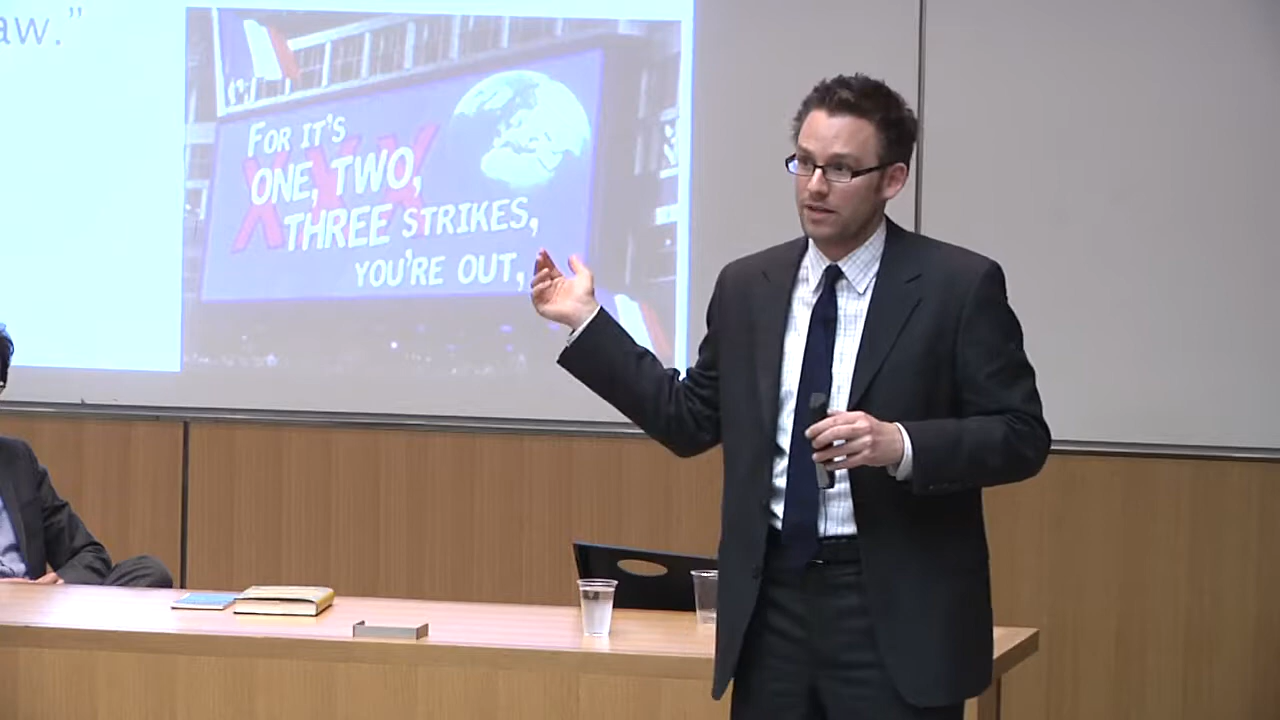 aw."
FOR IT'S
ONE, TWO,
THREE STRIKES,
YOU'RE OUT,